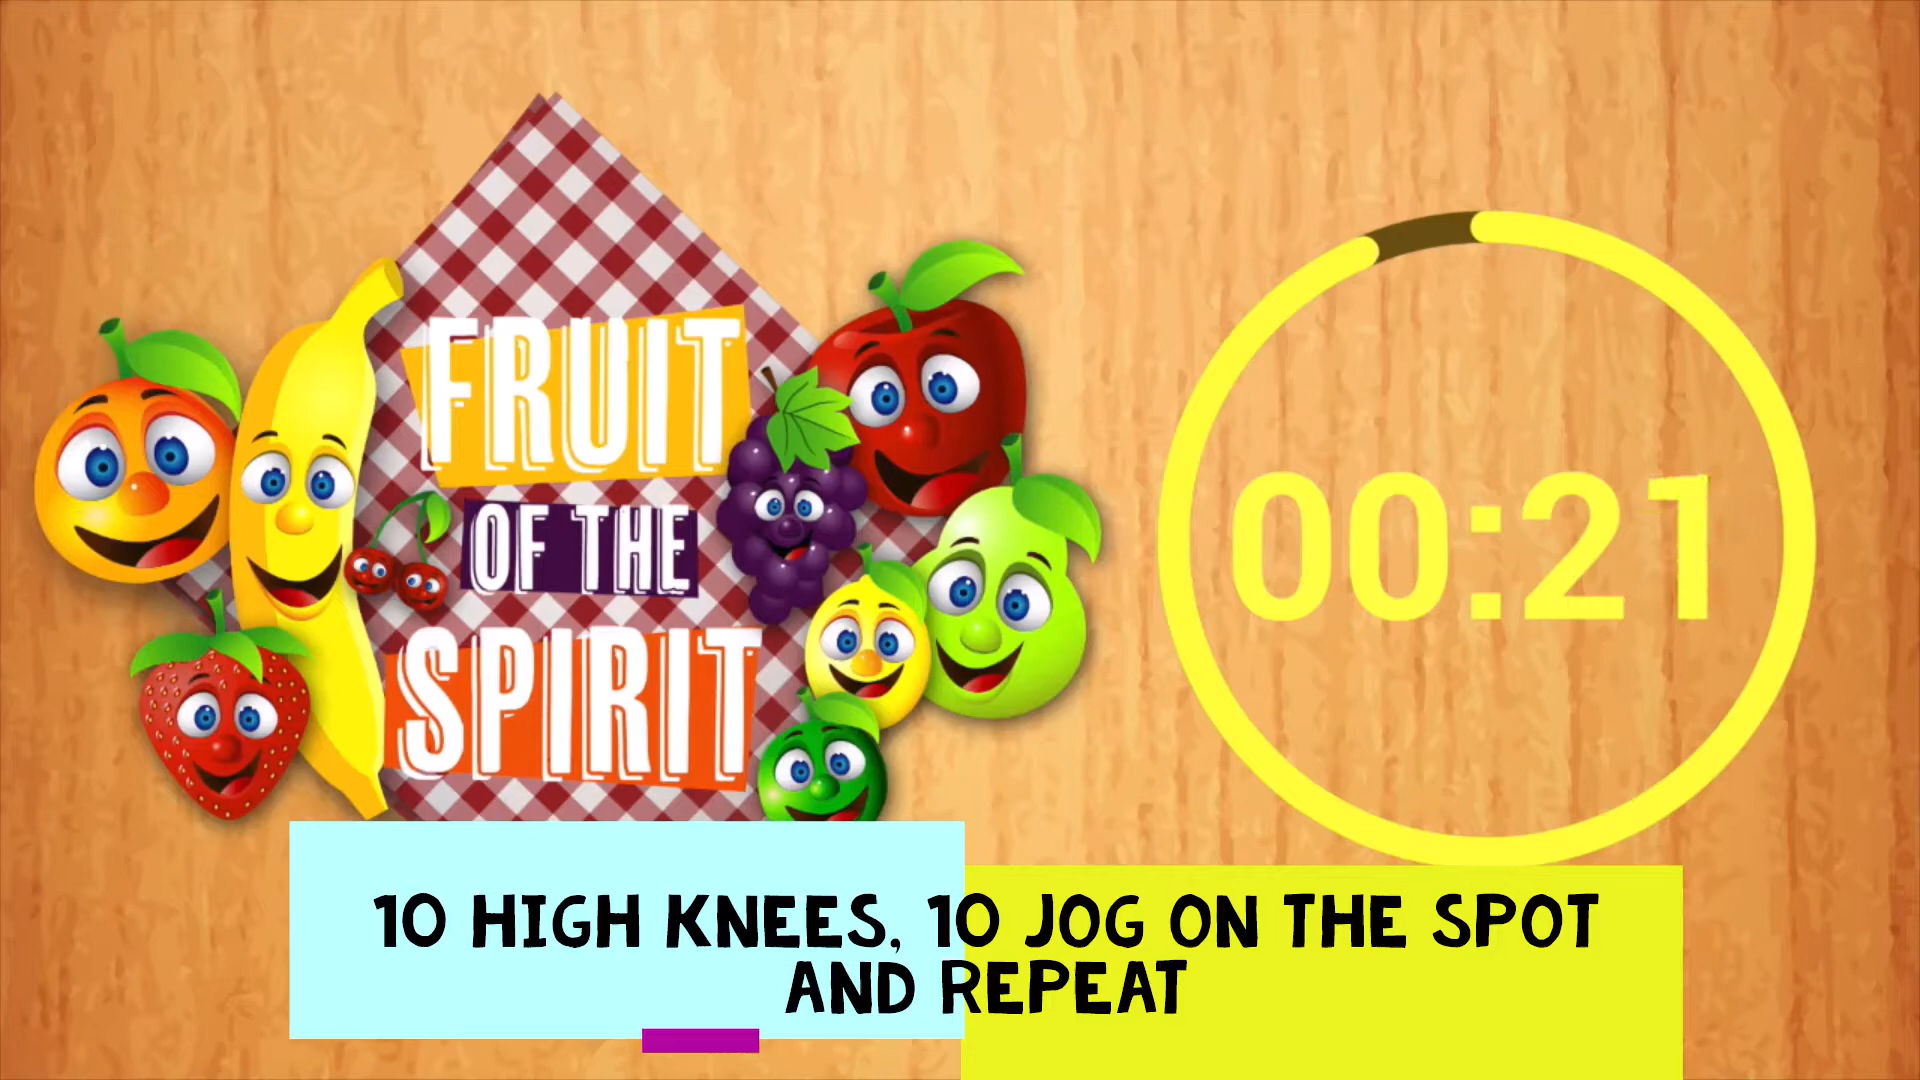 FRUIT
OF THE
SPIRIT
00:21
10 HIGH KNEES, 10 JOG ON THE SPOT
AND REPEAT